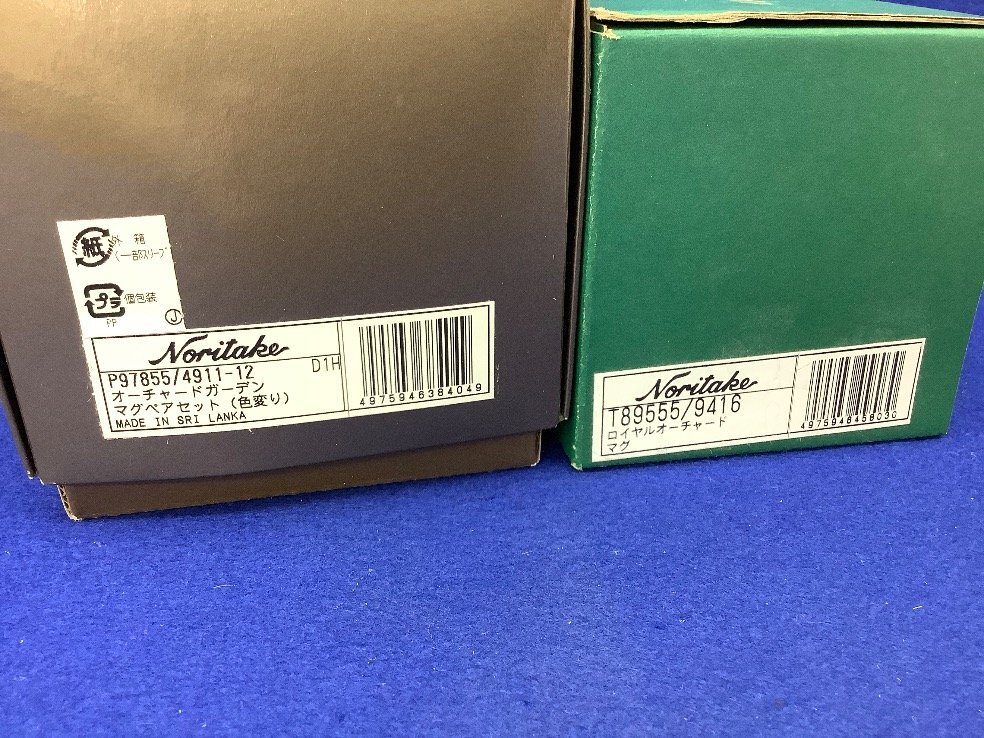 紙
外箱
(一部スリーブ
プラ
個包装
PP
J
Noritake
P97855/4911-12
D1H
オーチャードガーデン
マグペアセット (色変り)
MADE IN SRI LANKA
4975946384049
Noritake
T89555/9416
ロイヤルオーチャード
マグ